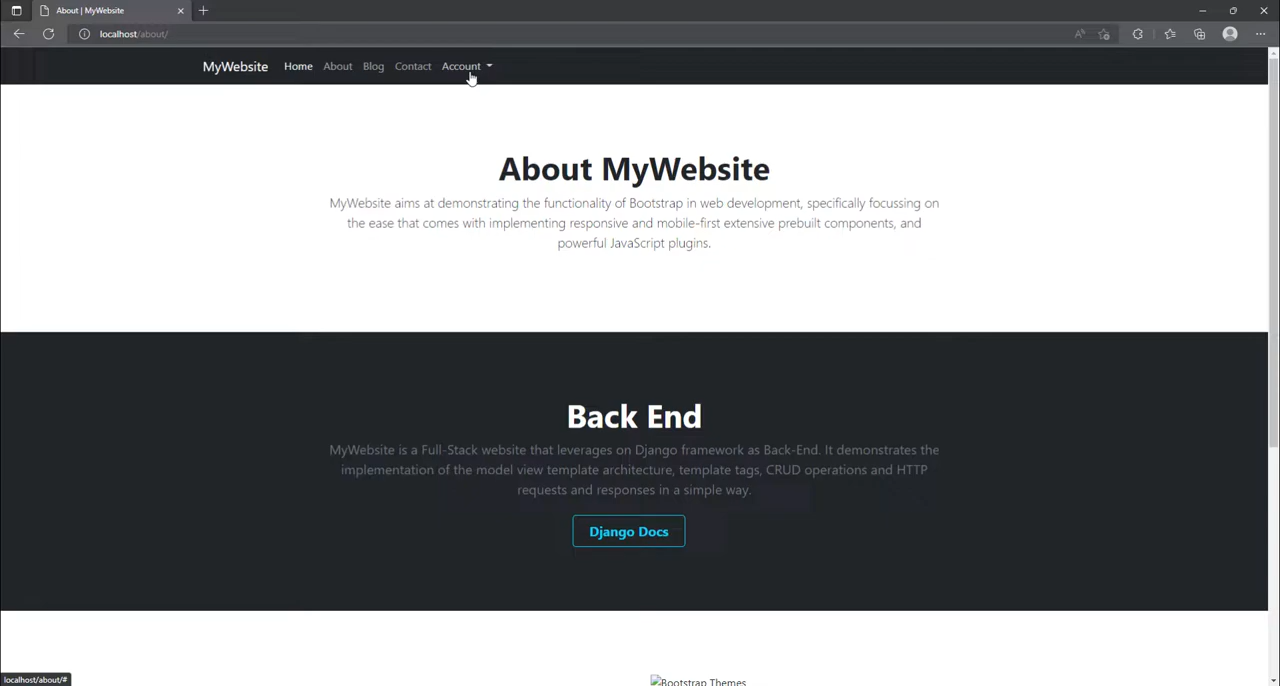 About | MyWebsite
localhost/about/
MyWebsite Home About Blog Contact Account
About MyWebsite
MyWebsite aims at demonstrating the functionality of Bootstrap in web development, specifically focussing on
the ease that comes with implementing responsive and mobile-first extensive prebuilt components, and
powerful JavaScript plugins.
Back End
MyWebsite is a Full-Stack website that leverages on Django framework as Back-End. It demonstrates the
implementation of the model view template architecture, template tags, CRUD operations and HTTP
requests and responses in a simple way.
Django Docs
localhost/about/#
Bootstrap Themes